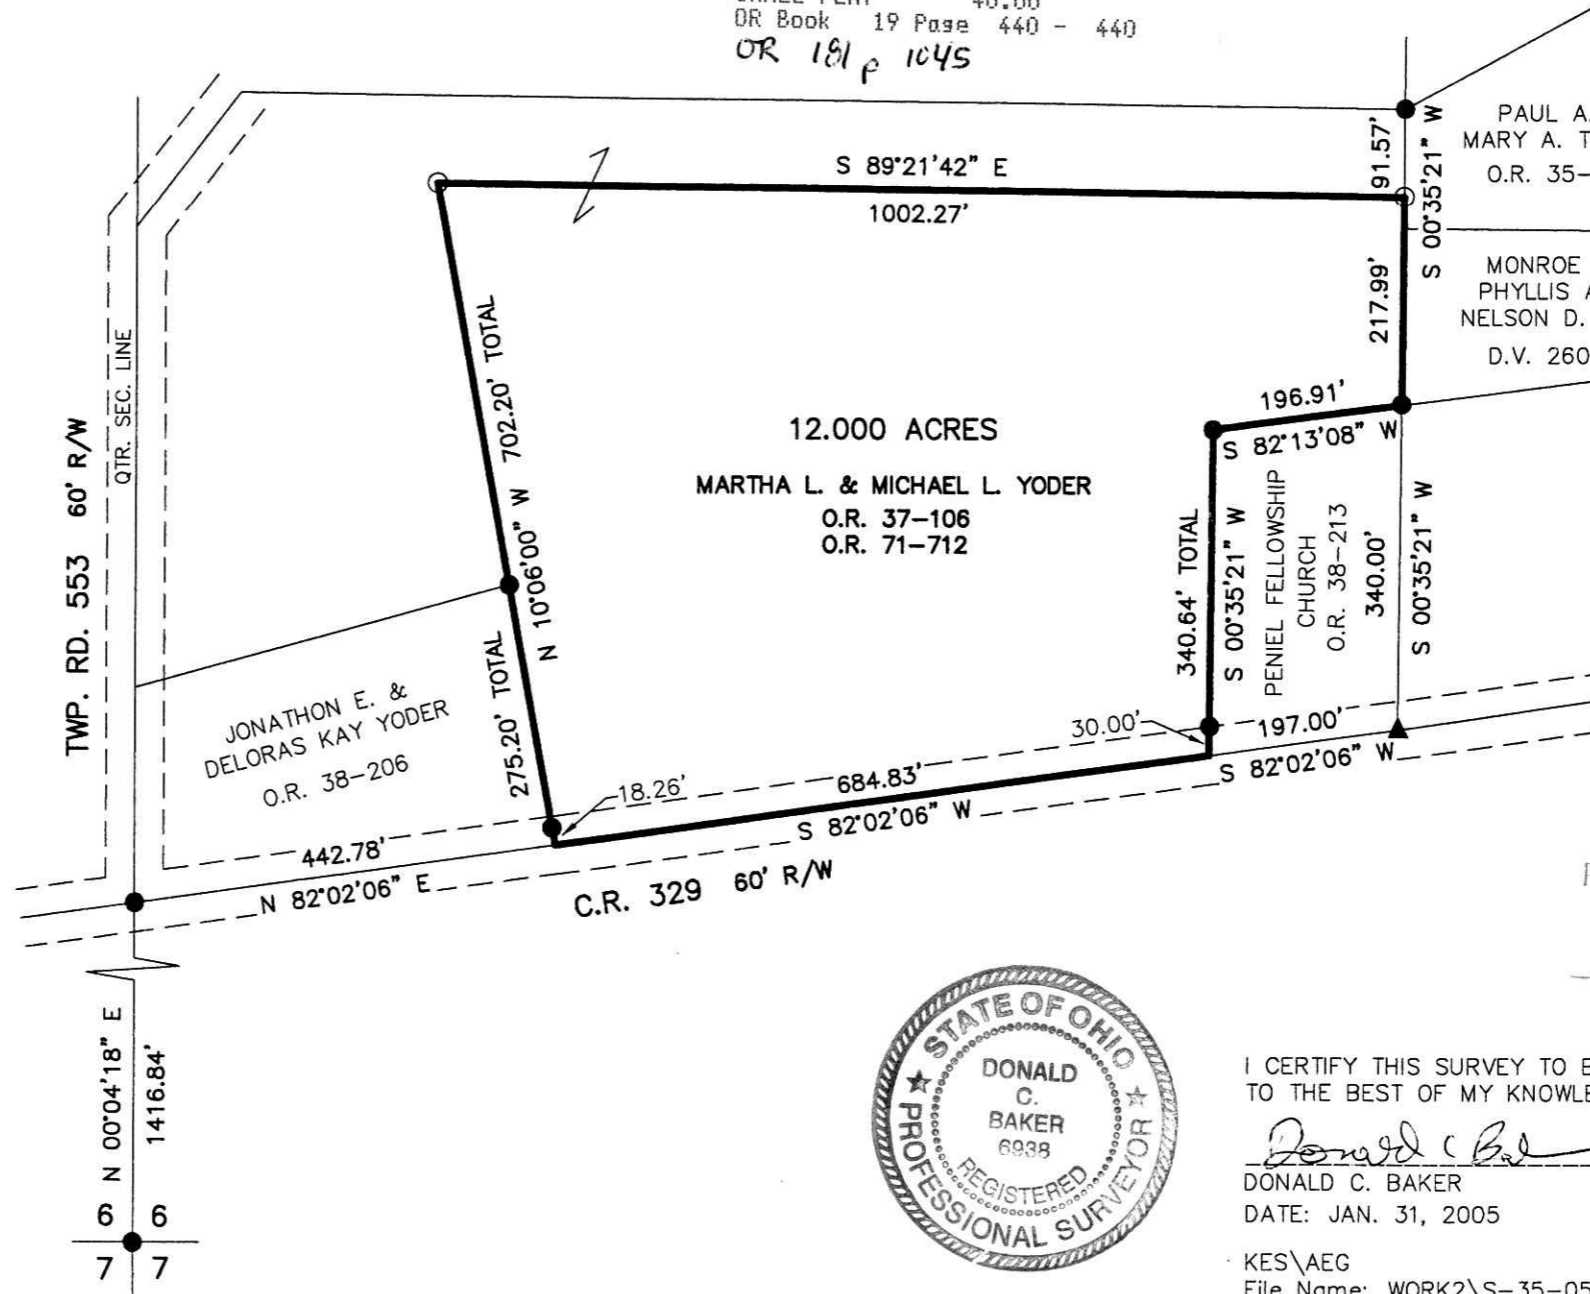 40.00
OR Book 19 Page 440 - 440
OR 181 p 1045
S 89°21'42" E
1002.27'
91.57'
S 00°35'21" W
217.99'
PAUL A.
MARY A.
O.R. 35-
MONROE
PHYLLIS
NELSON D.
D.V. 260
TWP. RD. 553 60' R/W
QTR. SEC. LINE
702.20' TOTAL
N 10°06'00" W
275.20' TOTAL
12.000 ACRES
MARTHA L. & MICHAEL L. YODER
O.R. 37-106
O.R. 71-712
196.91'
S 82°13'08" W
340.64' TOTAL
S 00°35'21" W
PENIEL FELLOWSHIP
CHURCH
O.R. 38-213
340.00'
S 00°35'21" W
JONATHON E. &
DELORAS KAY YODER
O.R. 38-206
30.00'
197.00'
S 82°02'06" W
18.26'
684.83'
S 82°02'06" W
442.78'
N 82°02'06" E
C.R. 329 60' R/W
N 00°04'18" E
1416.84'
6 6
7 7
STATE OF OHIO
DONALD
C.
BAKER
6938
REGISTERED
PROFESSIONAL SURVEYOR
I CERTIFY THIS SURVEY TO
TO THE BEST OF MY
DONALD C. BAKER
DATE: JAN. 31, 2005
KES\AEG
File Name: WORK2\S-35-05